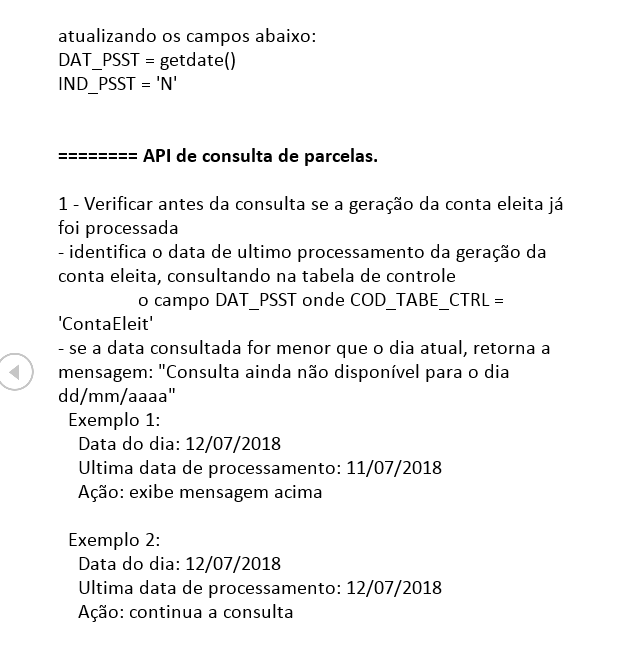 atualizando os campos abaixo:
DAT_PSST = getdate()
IND_PSST = 'N'
======== API de consulta de parcelas.
1 - Verificar antes da consulta se a geração da conta eleita já
foi processada
- identifica o data de ultimo processamento da geração da
conta eleita, consultando na tabela de controle
o campo DAT_PSST onde COD_TABE_CTRL =
'ContaEleit'
- se a data consultada for menor que o dia atual, retorna a
mensagem: "Consulta ainda não disponível para o dia
dd/mm/aaaa"
Exemplo 1:
Data do dia: 12/07/2018
Ultima data de processamento: 11/07/2018
Ação: exibe mensagem acima
Exemplo 2:
Data do dia: 12/07/2018
Ultima data de processamento: 12/07/2018
Ação: continua a consulta